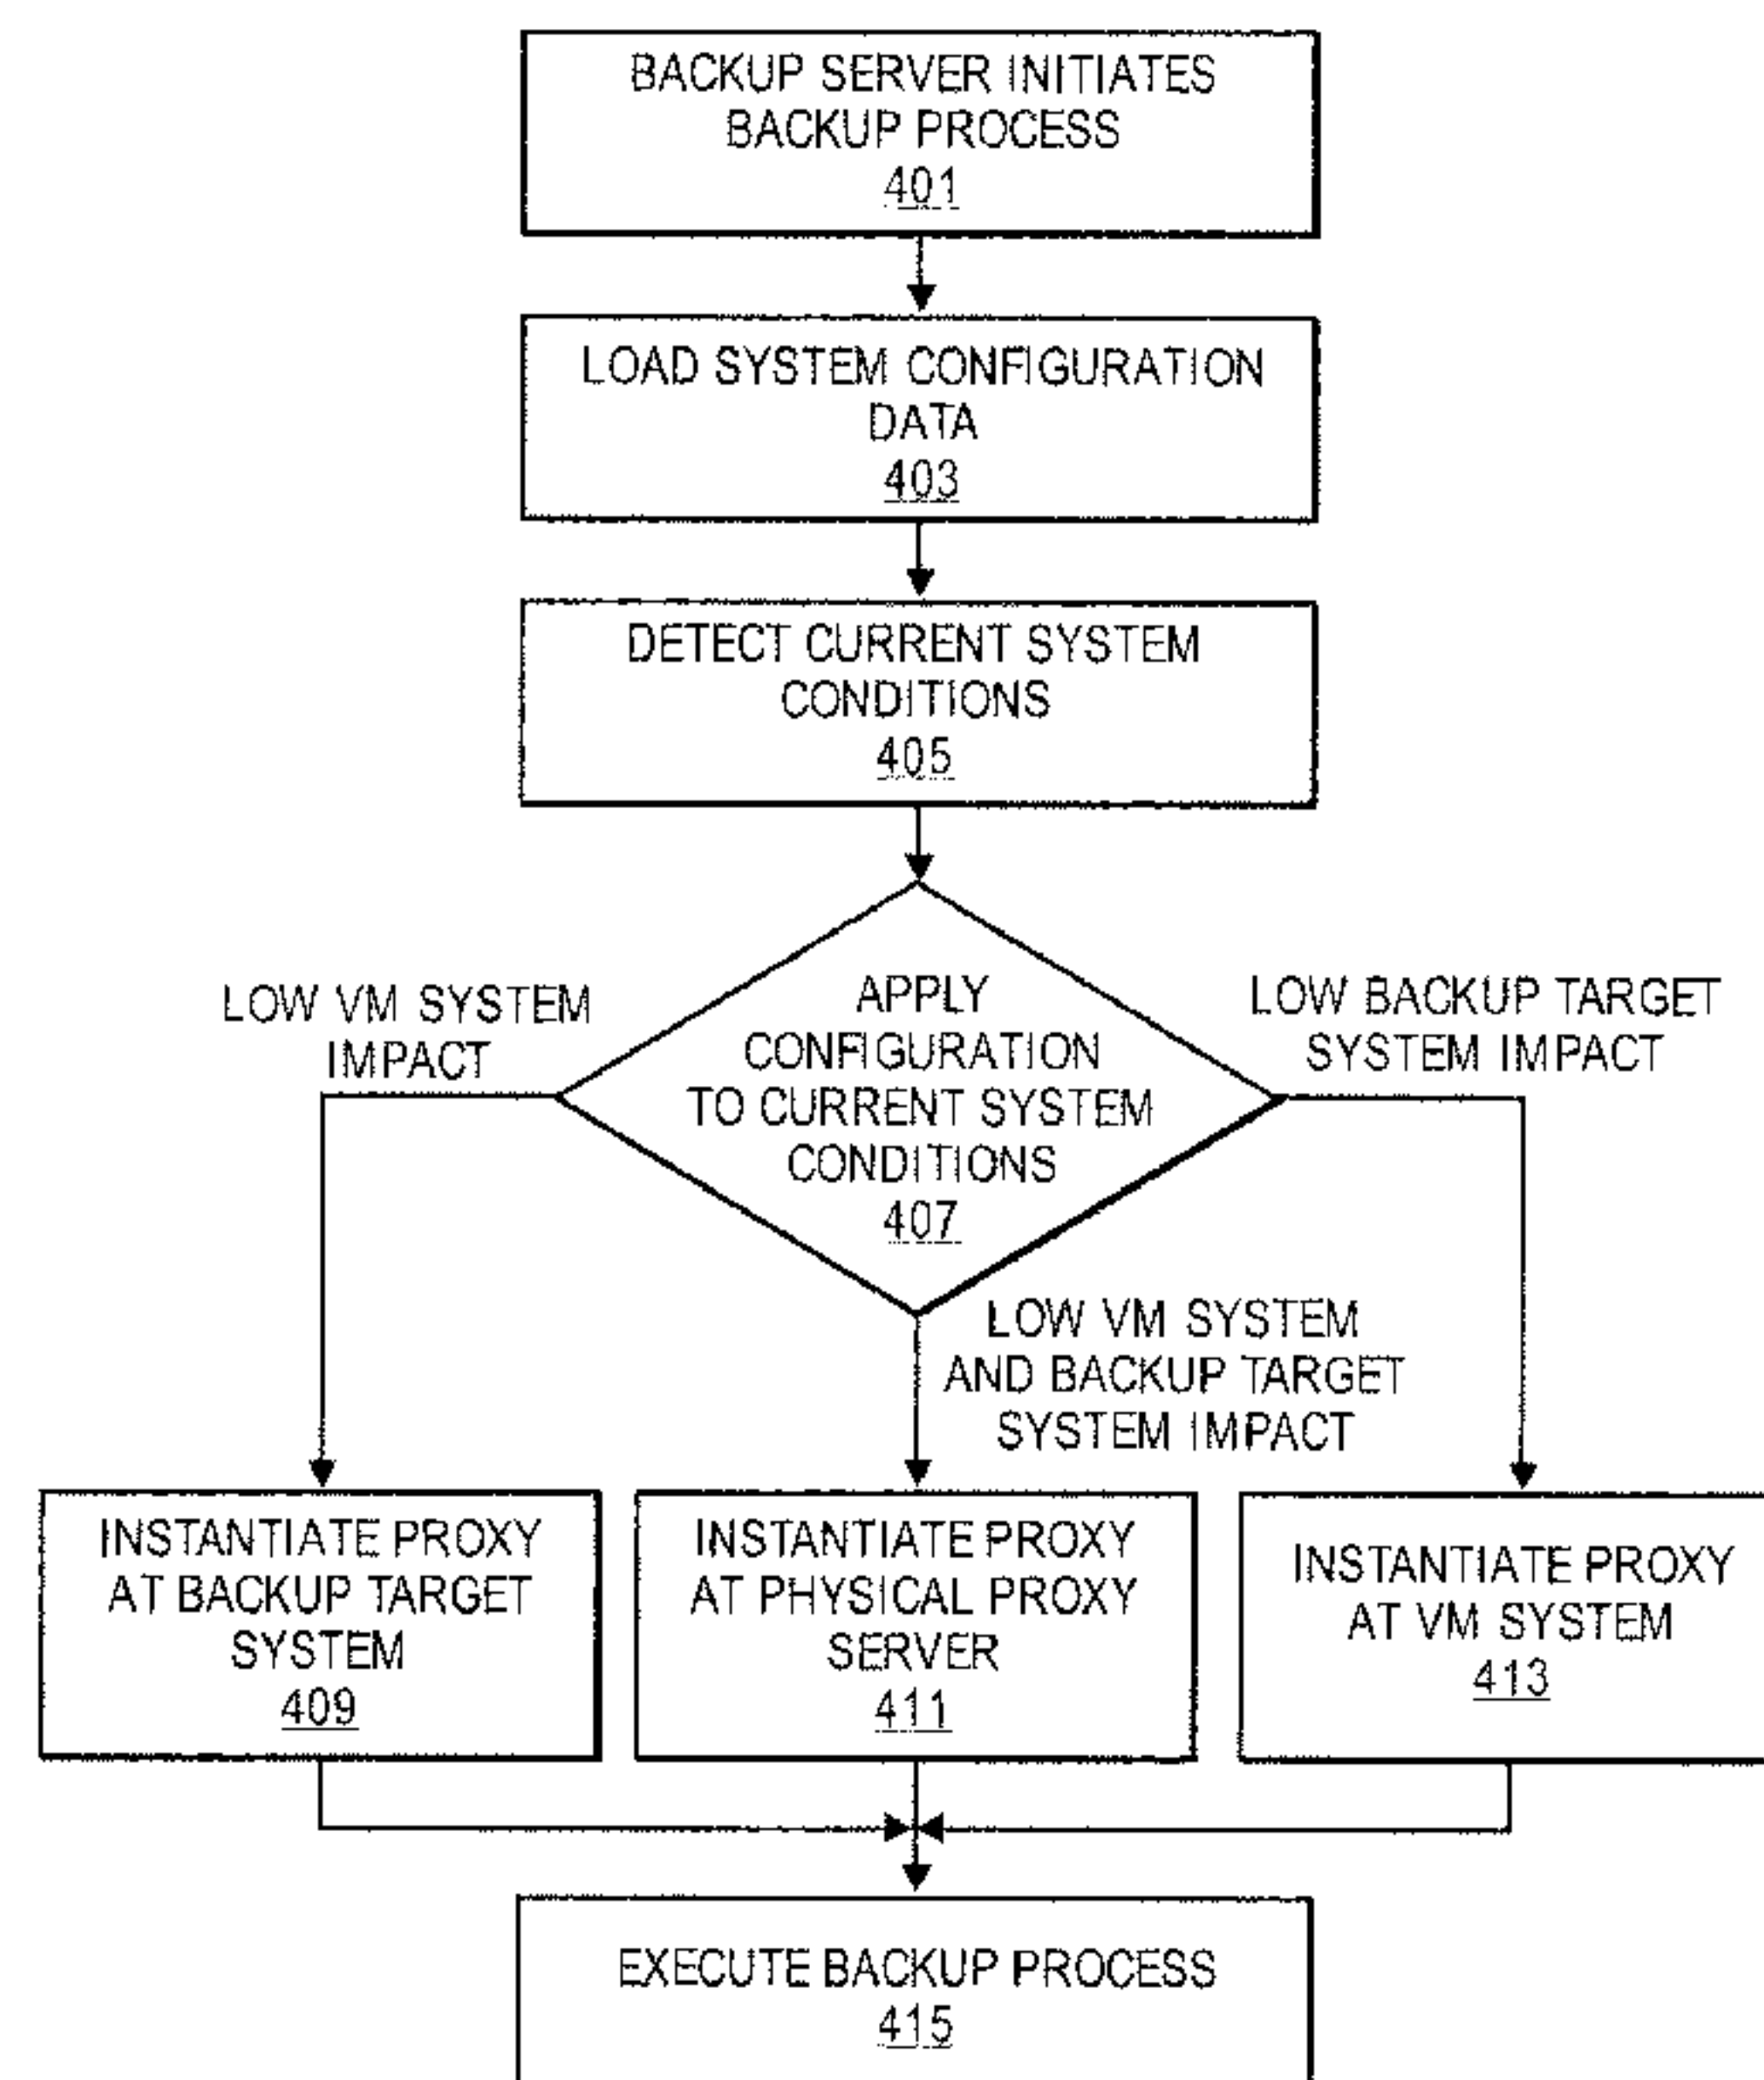 BACKUP SERVER INITIATES
BACKUP PROCESS
401
LOAD SYSTEM CONFIGURATION
DATA
403
DETECT CURRENT SYSTEM
CONDITIONS
405
LOW VM SYSTEM
IMPACT
APPLY
CONFIGURATION
TO CURRENT SYSTEM
CONDITIONS
407
LOW BACKUP TARGET
SYSTEM IMPACT
LOW VM SYSTEM
AND BACKUP TARGET
SYSTEM IMPACT
INSTANTIATE PROXY
AT BACKUP TARGET
SYSTEM
409
INSTANTIATE PROXY
AT PHYSICAL PROXY
SERVER
411
INSTANTIATE PROXY
AT VM SYSTEM
413
EXECUTE BACKUP PROCESS
415